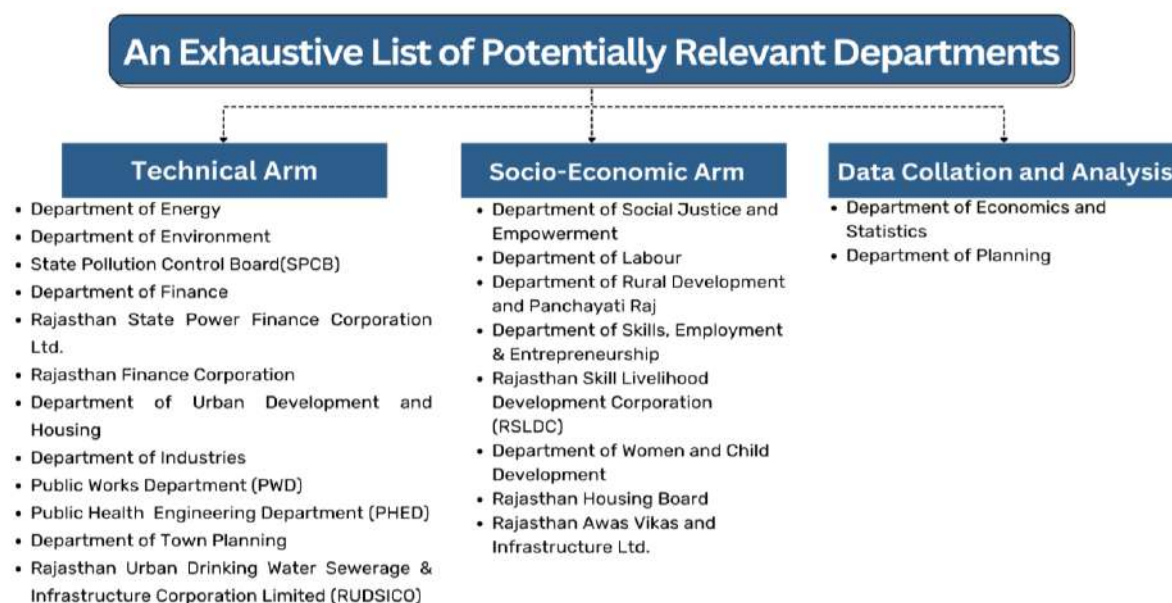 An Exhaustive List of Potentially Relevant Departments
Technical Arm
• Department of Energy
• Department of Environment
• State Pollution Control Board(SPCB)
• Department of Finance
• Rajasthan State Power Finance Corporation
Ltd.
• Rajasthan Finance Corporation
• Department of Urban Development and
Housing
• Department of Industries
• Public Works Department (PWD)
• Public Health Engineering Department (PHED)
• Department of Town Planning
• Rajasthan Urban Drinking Water Sewerage &
Infrastructure Corporation Limited (RUDSICO)
Socio-Economic Arm
• Department of Social Justice and
Empowerment
• Department of Labour
• Department of Rural Development
and Panchayati Raj
• Department of Skills, Employment
& Entrepreneurship
• Rajasthan Skill Livelihood
Development Corporation
(RSLDC)
• Department of Women and Child
Development
• Rajasthan Housing Board
• Rajasthan Awas Vikas and
Infrastructure Ltd.
Data Collation and Analysis
• Department of Economics and
Statistics
• Department of Planning